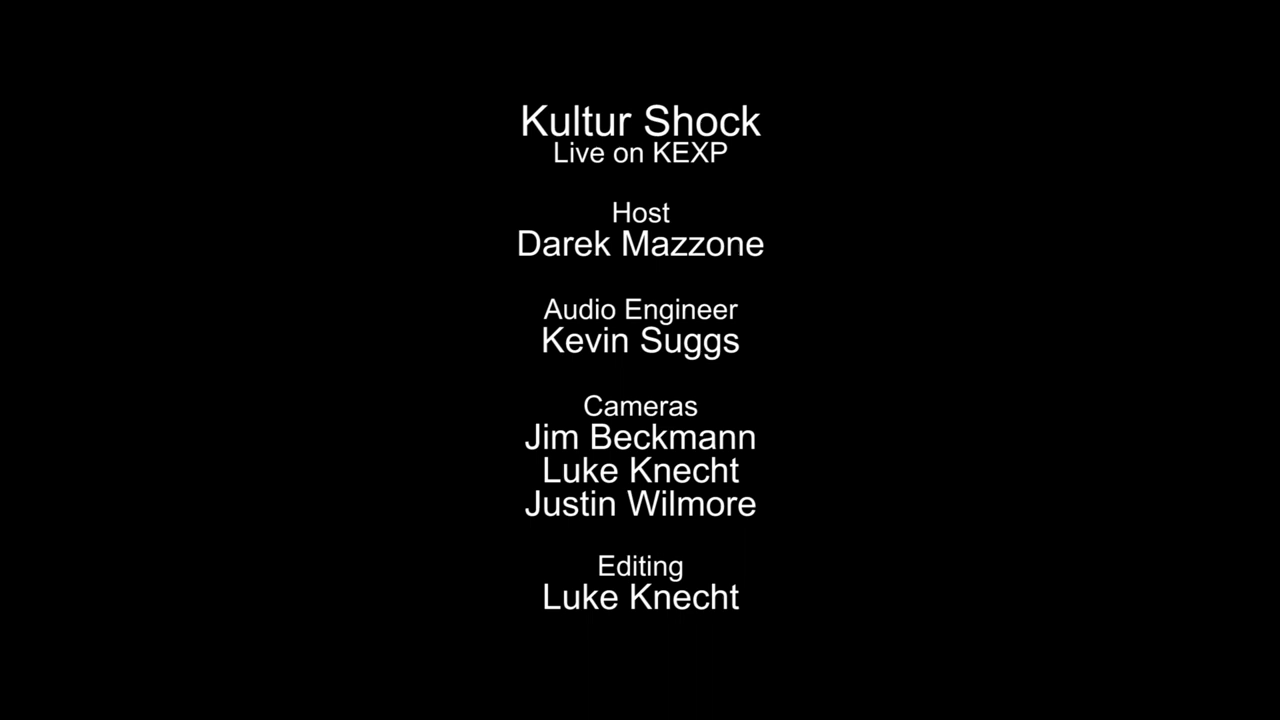 Kultur Shock
Live on KEXP
Host
Darek Mazzone
Audio Engineer
Kevin Suggs
Cameras
Jim Beckmann
Luke Knecht
Justin Wilmore
Editing
Luke Knecht